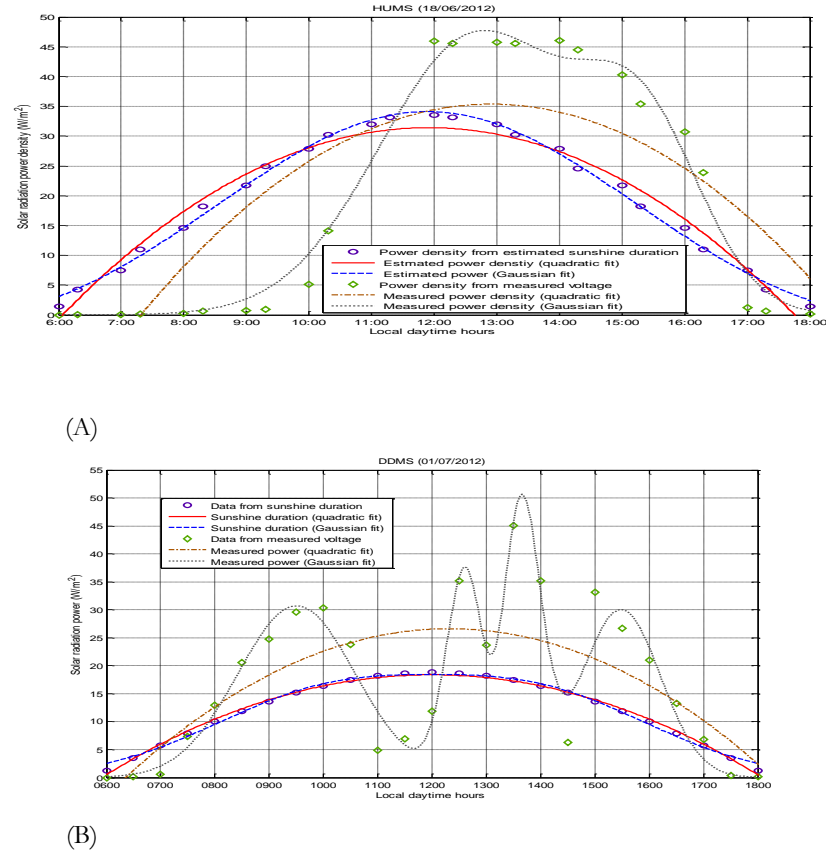 HUMS (18/06/2012)
Solar radiation power density (W/m²)
50
45
40
35
30
25
20
15
10
5
0
Power density from estimated sunshine duration
Estimated power denstiy (quadratic fit)
Estimated power (Gaussian fit)
Power density from measured voltage
Measured power density (quadratic fit)
Measured power density (Gaussian fit)
6:00 7:00 8:00 9:00 10:00 11:00 12:00 13:00 14:00 15:00 16:00 17:00 18:00
Local daytime hours
(A)
DDMS (01/07/2012)
Solar radiation power (W/m²)
55
50
45
40
35
30
25
20
15
10
5
0
Data from sunshine duration
Sunshine duration (quadratic fit)
Sunshine duration (Gaussian fit)
Data from measured voltage
Measured power (quadratic fit)
Measured power (Gaussian fit)
0600 0700 0800 0900 1000 1100 1200 1300 1400 1500 1600 1700 1800
Local daytime hours
(B)